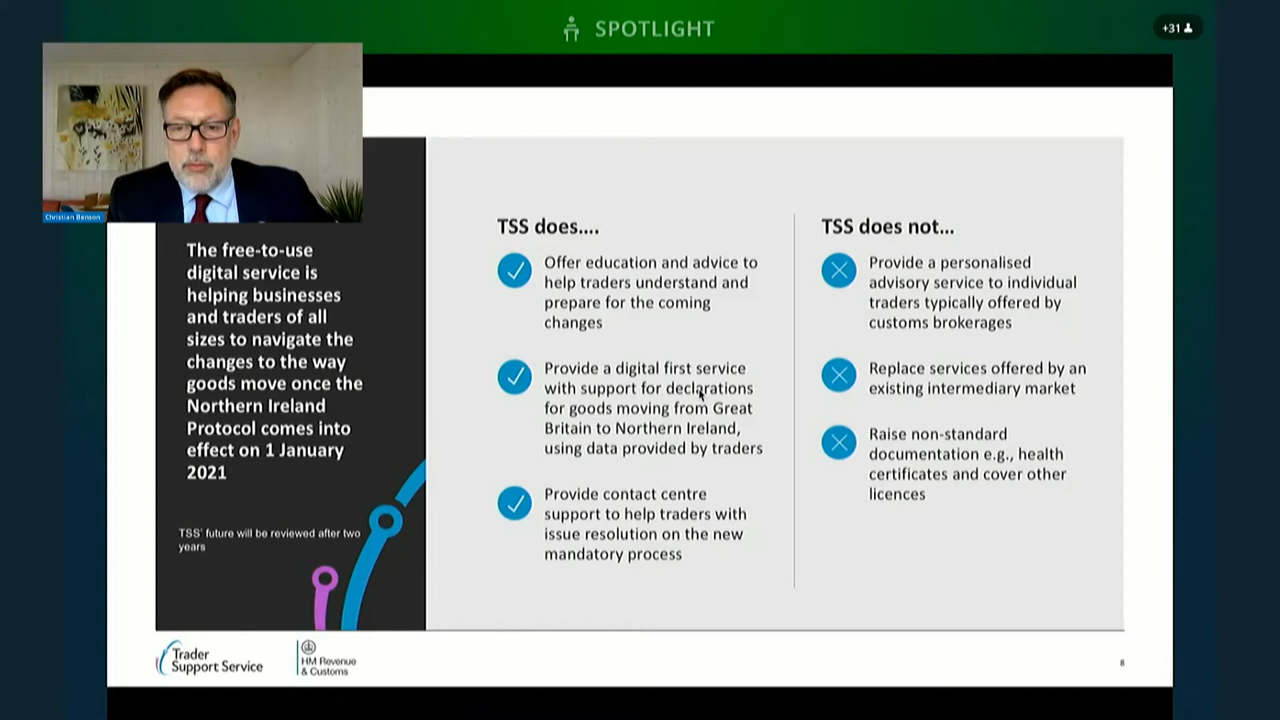 SPOTLIGHT
+31
Christian Benson
The free-to-use
digital service is
helping businesses
and traders of all
sizes to navigate the
changes to the way
goods move once the
Northern Ireland
Protocol comes into
effect on 1 January
2021
TSS' future will be reviewed after two
years
TSS does....
Offer education and advice to
help traders understand and
prepare for the coming
changes
Provide a digital first service
with support for declarations
for goods moving from Great
Britain to Northern Ireland,
using data provided by traders
Provide contact centre
support to help traders with
issue resolution on the new
mandatory process
TSS does not...
Provide a personalised
advisory service to individual
traders typically offered by
customs brokerages
Replace services offered by an
existing intermediary market
Raise non-standard
documentation e.g., health
certificates and cover other
licences
Trader
Support Service
HM Revenue
& Customs
8